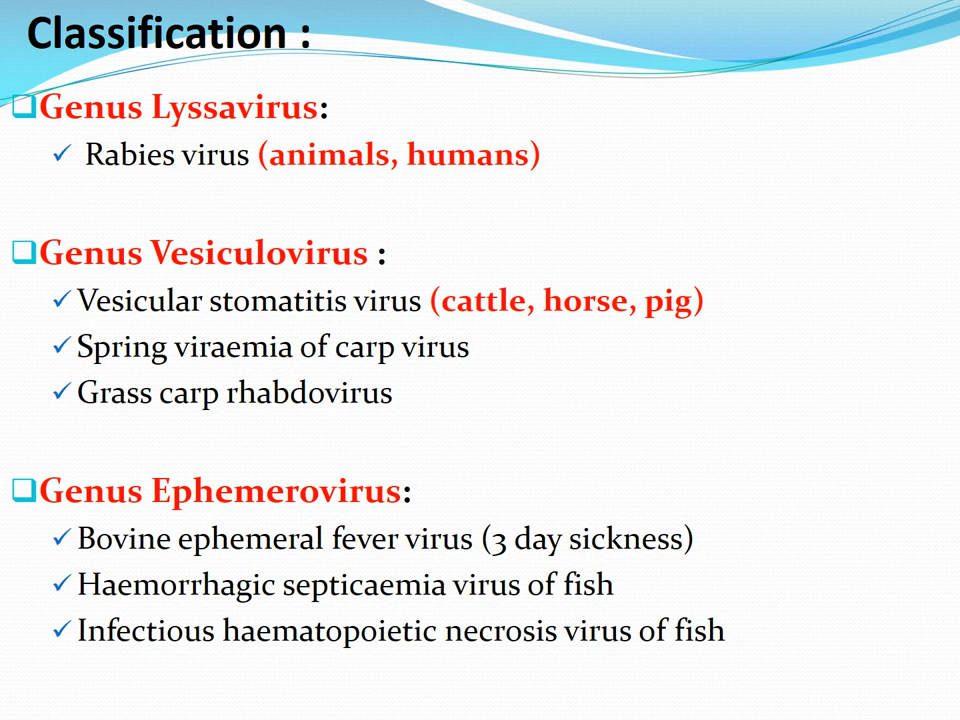 Classification :
Genus Lyssavirus:
Rabies virus (animals, humans)
Genus Vesiculovirus :
Vesicular stomatitis virus (cattle, horse, pig)
Spring viraemia of carp virus
Grass carp rhabdovirus
Genus Ephemerovirus:
Bovine ephemeral fever virus (3 day sickness)
Haemorrhagic septicaemia virus of fish
Infectious haematopoietic necrosis virus of fish